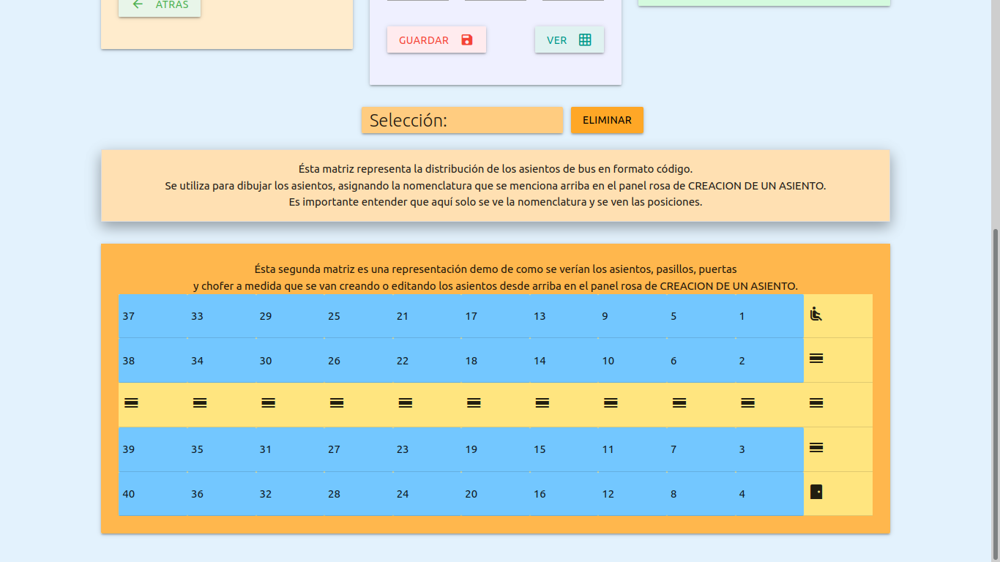 ATRÁS
GUARDAR
VER
Selección:
ELIMINAR
Ésta matriz representa la distribución de los asientos de bus en formato código.
Se utiliza para dibujar los asientos, asignando la nomenclatura que se menciona arriba en el panel rosa de CREACION DE UN ASIENTO.
Es importante entender que aquí solo se ve la nomenclatura y se ven las posiciones.
Ésta segunda matriz es una representación demo de como se verían los asientos, pasillos, puertas
y chofer a medida que se van creando o editando los asientos desde arriba en el panel rosa de CREACION DE UN ASIENTO.
37 33 29 25 21 17 13 9 5 1
38 34 30 26 22 18 14 10 6 2
39 35 31 27 23 19 15 11 7 3
40 36 32 28 24 20 16 12 8 4